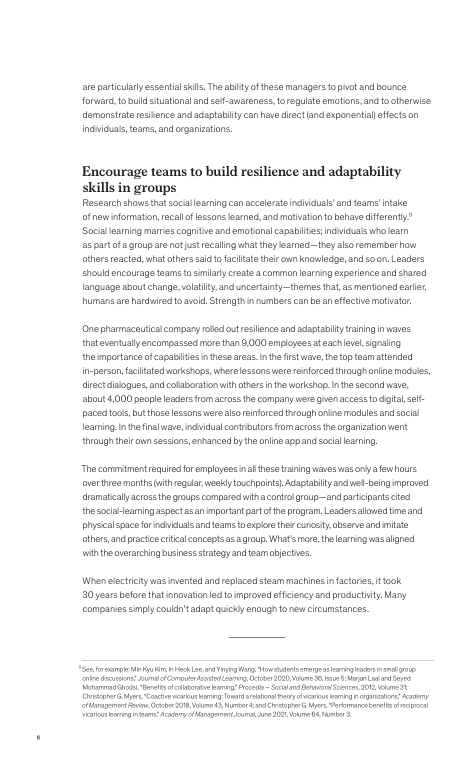 are particularly essential skills. The ability of these managers to pivot and bounce
forward, to build situational and self-awareness, to regulate emotions, and to otherwise
demonstrate resilience and adaptability can have direct (and exponential) effects on
individuals, teams, and organizations.
Encourage teams to build resilience and adaptability
skills in groups
Research shows that social learning can accelerate individuals’ and teams’ intake
of new information, recall of lessons learned, and motivation to behave differently.⁹
Social learning marries cognitive and emotional capabilities; individuals who learn
as part of a group are not just recalling what they learned—they also remember how
others reacted, what others said to facilitate their own knowledge, and so on. Leaders
should encourage teams to similarly create a common learning experience and shared
language about change, volatility, and uncertainty—themes that, as mentioned earlier,
humans are hardwired to avoid. Strength in numbers can be an effective motivator.
One pharmaceutical company rolled out resilience and adaptability training in waves
that eventually encompassed more than 9,000 employees at each level, signaling
the importance of capabilities in these areas. In the first wave, the top team attended
in-person, facilitated workshops, where lessons were reinforced through online modules,
direct dialogues, and collaboration with others in the workshop. In the second wave,
about 4,000 people leaders from across the company were given access to digital, self-
paced tools, but those lessons were also reinforced through online modules and social
learning. In the final wave, individual contributors from across the organization went
through their own sessions, enhanced by the online app and social learning.
The commitment required for employees in all these training waves was only a few hours
over three months (with regular, weekly touchpoints). Adaptability and well-being improved
dramatically across the groups compared with a control group—and participants cited
the social-learning aspect as an important part of the program. Leaders allowed time and
physical space for individuals and teams to explore their curiosity, observe and imitate
others, and practice critical concepts as a group. What’s more, the learning was aligned
with the overarching business strategy and team objectives.
When electricity was invented and replaced steam machines in factories, it took
30 years before that innovation led to improved efficiency and productivity. Many
companies simply couldn’t adapt quickly enough to new circumstances.
⁹ See, for example: Min Kyu Kim, In Heok Lee, and Yinying Wang, “How students emerge as learning leaders in small group
online discussions,” Journal of Computer Assisted Learning, October 2020, Volume 36, Issue 5; Marjan Laal and Seyed
Mohammad Ghodsi, “Benefits of collaborative learning,” Procedia – Social and Behavioral Sciences, 2012, Volume 31;
Christopher G. Myers, “Coactive vicarious learning: Toward a relational theory of vicarious learning in organizations,” Academy
of Management Review, October 2018, Volume 43, Number 4; and Christopher G. Myers, “Performance benefits of reciprocal
vicarious learning in teams,” Academy of Management Journal, June 2021, Volume 64, Number 3.
8